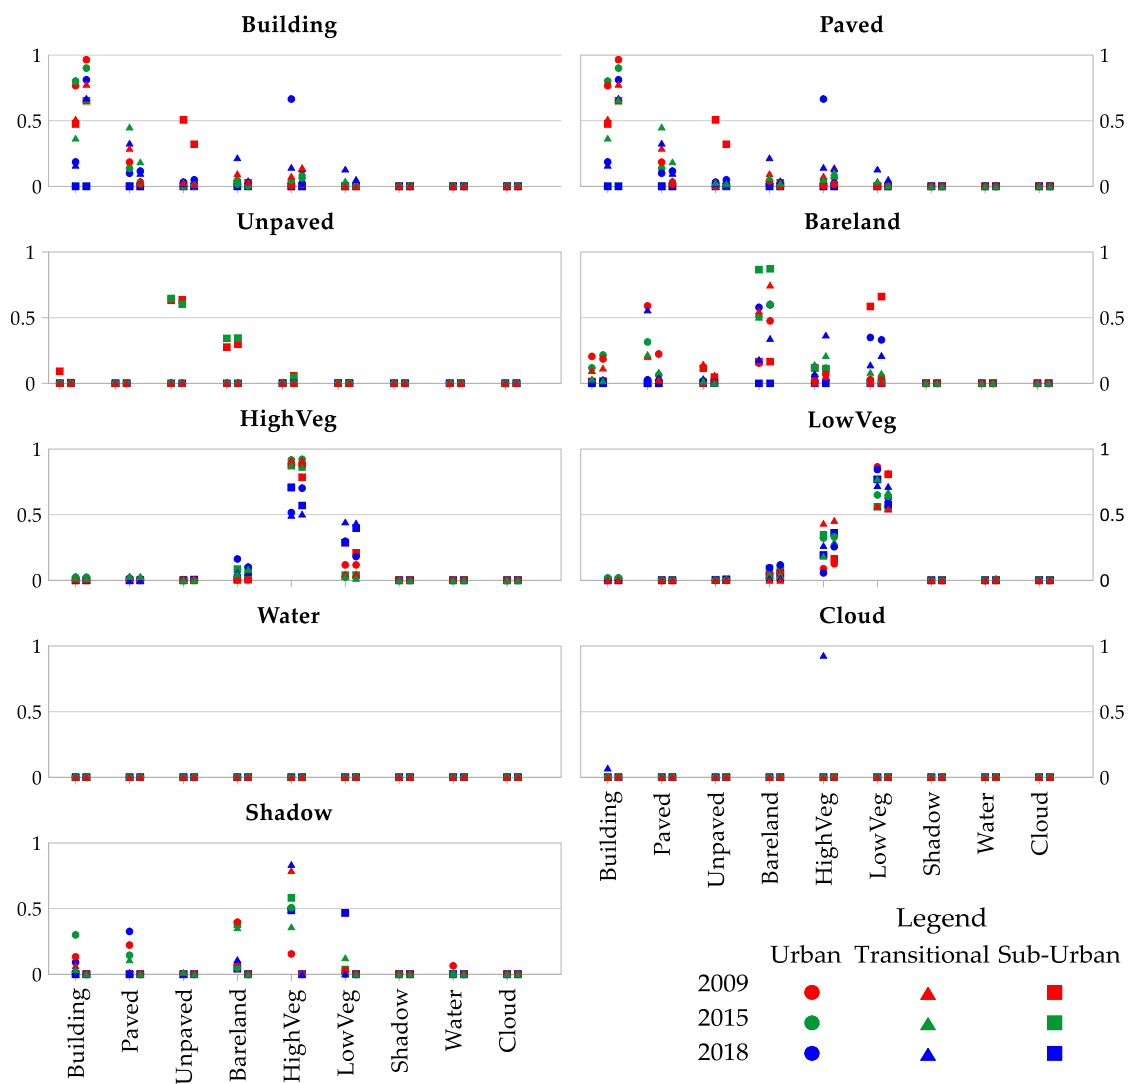 Building
Paved
1
0.5
0
1
0.5
0
Unpaved
Bareland
1
0.5
0
1
0.5
0
HighVeg
LowVeg
1
0.5
0
1
0.5
0
Water
Cloud
1
0.5
0
1
0.5
0
Building
Paved
Unpaved
Bareland
HighVeg
LowVeg
Shadow
Water
Cloud
Shadow
1
0.5
0
Building
Paved
Unpaved
Bareland
HighVeg
LowVeg
Shadow
Water
Cloud
Legend
Urban Transitional Sub-Urban
2009
2015
2018